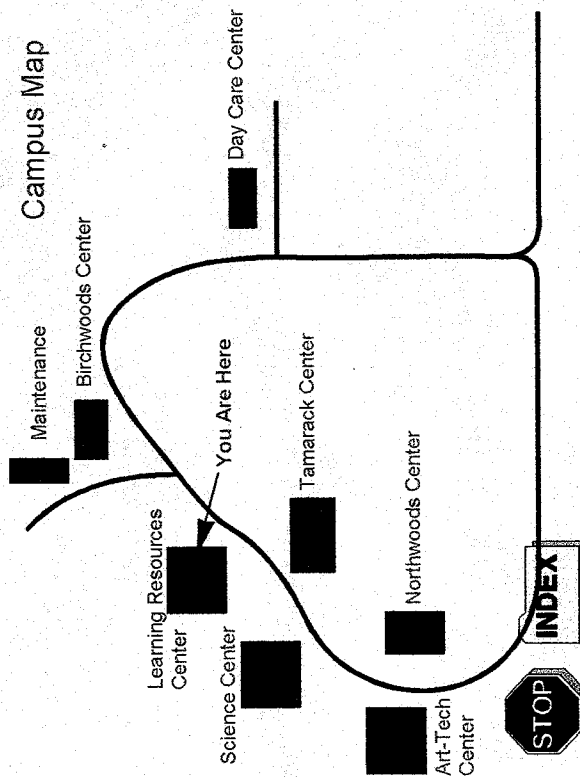 Campus Map
Maintenance
Birchwoods Center
Day Care Center
Learning Resources
Center
You Are Here
Science Center
Tamarack Center
Northwoods Center
Art-Tech
Center
STOP
INDEX